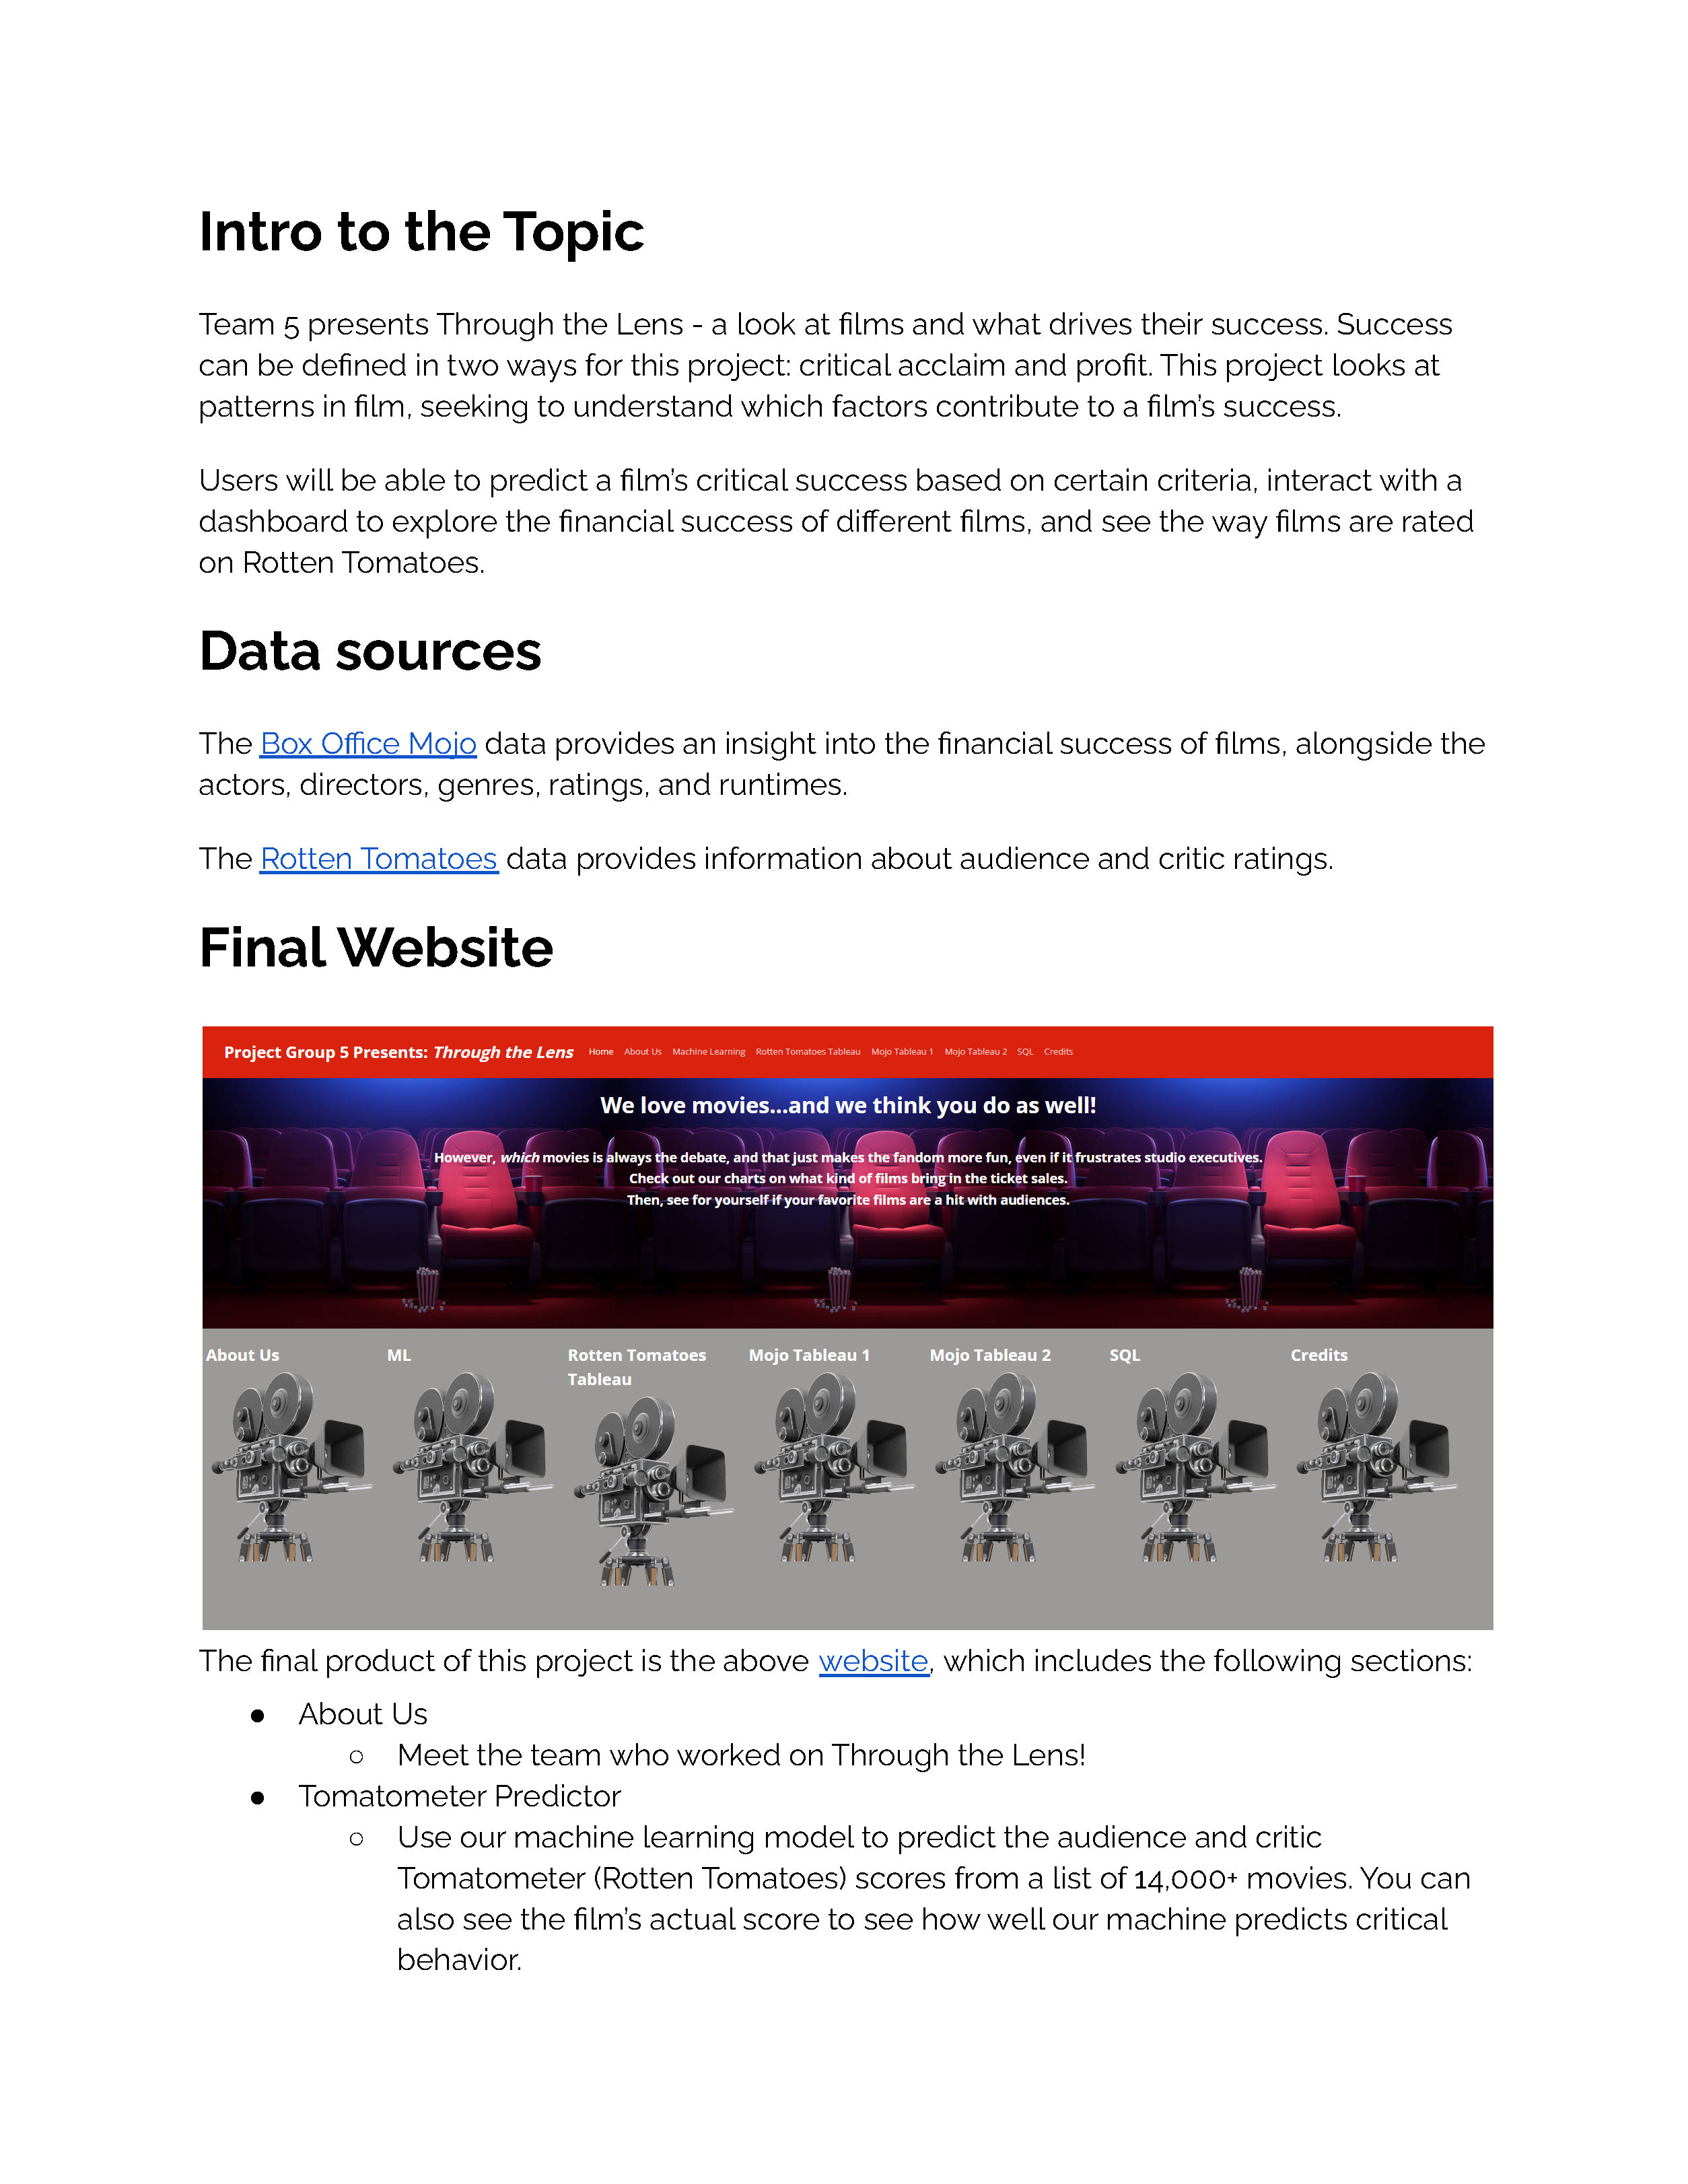 Intro to the Topic
Team 5 presents Through the Lens - a look at films and what drives their success. Success
can be defined in two ways for this project: critical acclaim and profit. This project looks at
patterns in film, seeking to understand which factors contribute to a film's success.
Users will be able to predict a film's critical success based on certain criteria, interact with a
dashboard to explore the financial success of different films, and see the way films are rated
on Rotten Tomatoes.
Data sources
The Box Office Mojo data provides an insight into the financial success of films, alongside the
actors, directors, genres, ratings, and runtimes.
The Rotten Tomatoes data provides information about audience and critic ratings.
Final Website
Project Group 5 Presents: Through the Lens Home About Us Machine Learning Rotten Tomatoes Tableau Mojo Tableau 1 Mojo Tableau 2 SQL Credits
We love movies...and we think you do as well!
However, which movies is always the debate, and that just makes the fandom more fun, even if it frustrates studio executives.
Check out our charts on what kind of films bring in the ticket sales.
Then, see for yourself if your favorite films are a hit with audiences.
About Us ML Rotten Tomatoes Mojo Tableau 1 Mojo Tableau 2 SQL Credits
Tableau
The final product of this project is the above website, which includes the following sections:
● About Us
○ Meet the team who worked on Through the Lens!
● Tomatometer Predictor
○ Use our machine learning model to predict the audience and critic
Tomatometer (Rotten Tomatoes) scores from a list of 14,000+ movies. You can
also see the film's actual score to see how well our machine predicts critical
behavior.